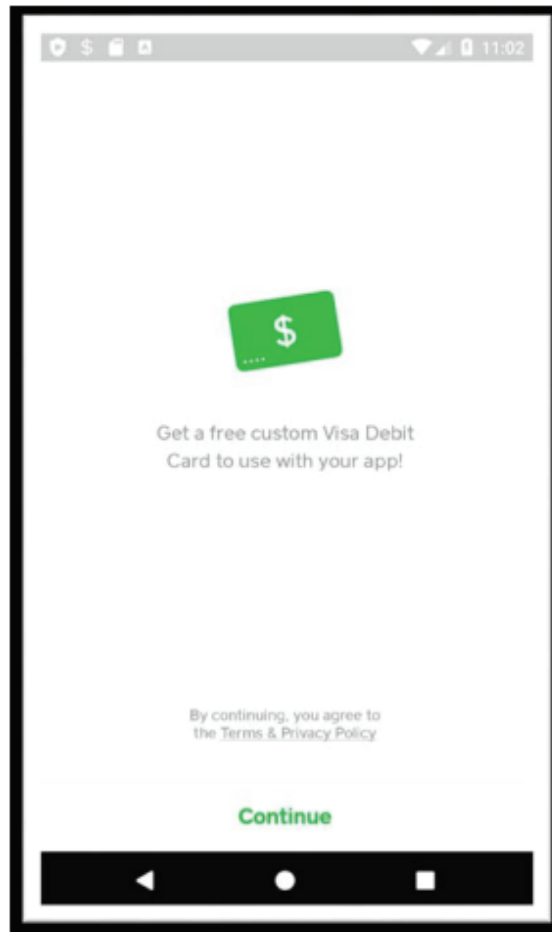 11:02
$
Get a free custom Visa Debit
Card to use with your app!
By continuing, you agree to
the Terms & Privacy Policy
Continue